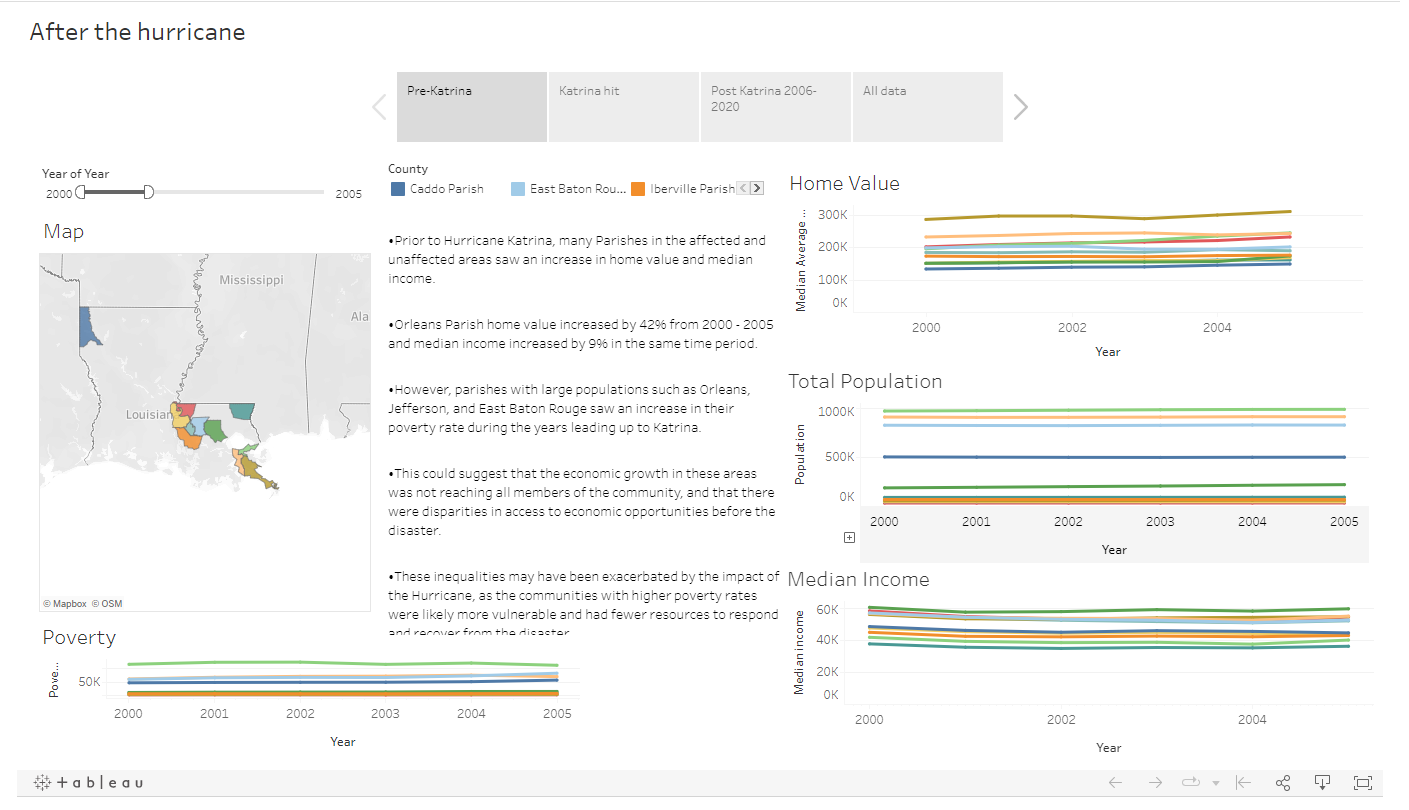 After the hurricane
Pre-Katrina
Katrina hit
Post Katrina 2006-
2020
All data
Year of Year
2000
2005
County
Caddo Parish
East Baton Rou...
Iberville Parish
Map
Mississippi
Ala
Louisian
© Mapbox © OSM
•Prior to Hurricane Katrina, many Parishes in the affected and
unaffected areas saw an increase in home value and median
income.
•Orleans Parish home value increased by 42% from 2000 - 2005
and median income increased by 9% in the same time period.
•However, parishes with large populations such as Orleans,
Jefferson, and East Baton Rouge saw an increase in their
poverty rate during the years leading up to Katrina.
•This could suggest that the economic growth in these areas
was not reaching all members of the community, and that there
were disparities in access to economic opportunities before the
disaster.
•These inequalities may have been exacerbated by the impact of
the Hurricane, as the communities with higher poverty rates
were likely more vulnerable and had fewer resources to respond
and recover from the disaster
Poverty
Pove...
50K
2000 2001 2002 2003 2004 2005
Year
Home Value
Median Average ...
300K
200K
100K
0K
2000 2002 2004
Year
Total Population
Population
1000K
500K
0K
2000 2001 2002 2003 2004 2005
Year
Median Income
Median income
60K
40K
20K
0K
2000 2002 2004
Year
+ a b | e a u